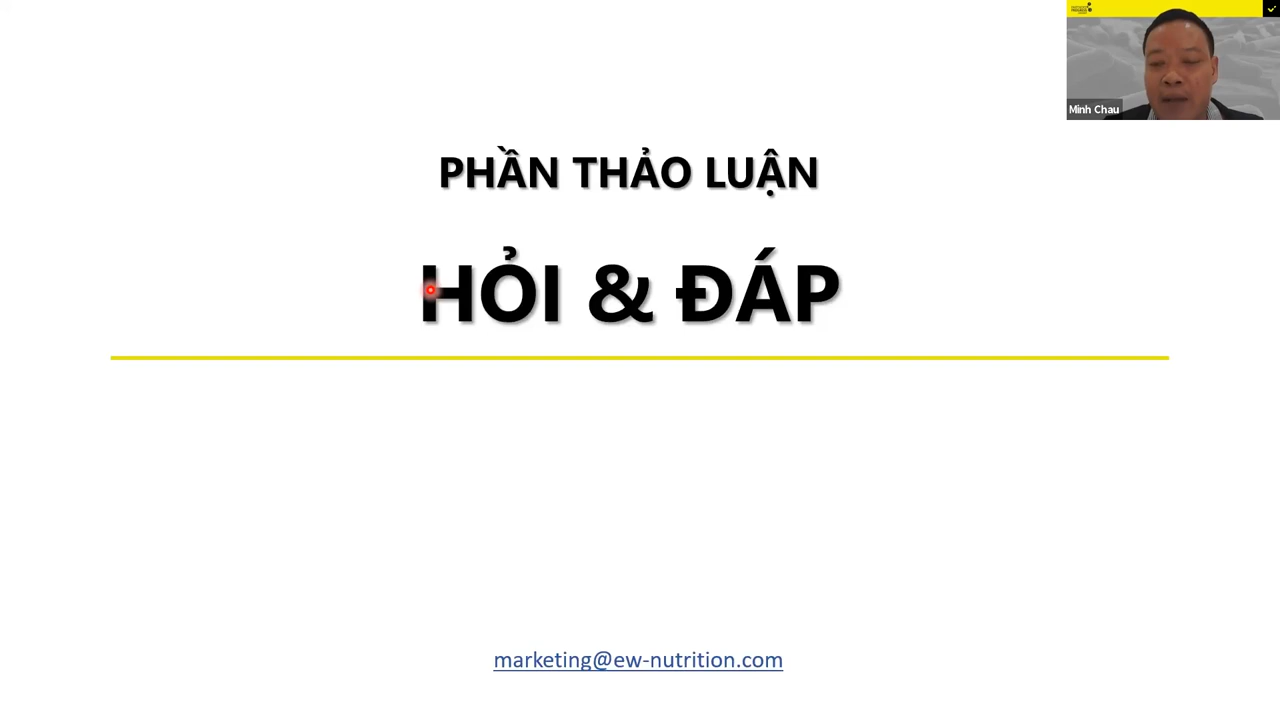 Minh Chau
PHẦN THẢO LUẬN
HỎI & ĐÁP
marketing@ew-nutrition.com